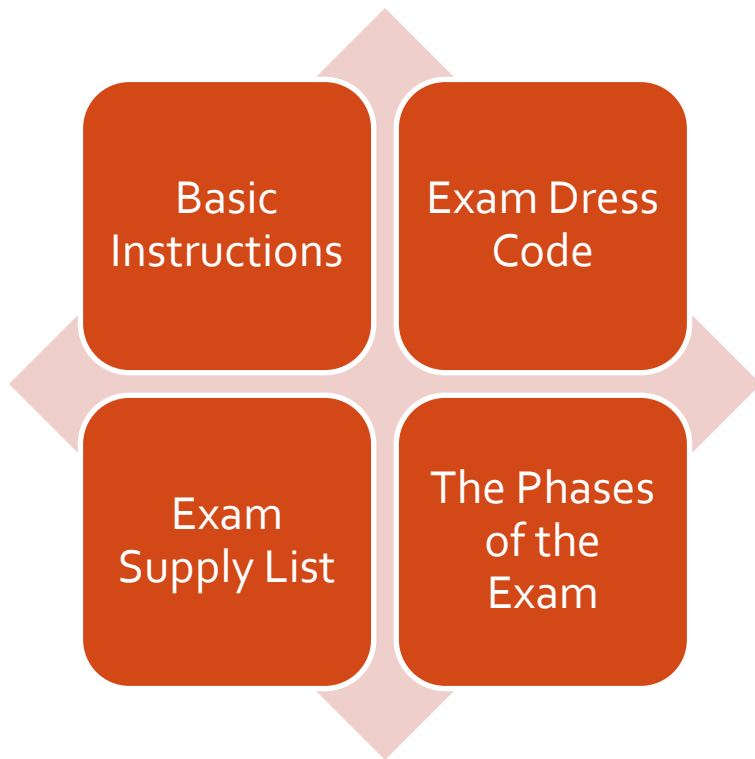 Basic
Instructions
Exam Dress
Code
Exam
Supply List
The Phases
of the
Exam